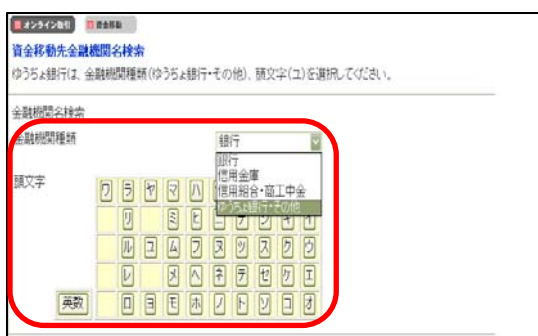 オンライン取引 資金移動
資金移動先金融機関名検索
ゆうちょ銀行は、金融機関種類(ゆうちょ銀行・その他)、頭文字(ユ)を選択してください。
金融機関名検索
金融機関種類 銀行
銀行
信用金庫
信用組合・商工中金
ゆうちょ銀行・その他
頭文字
ワ ラ ヤ マ ハ
リ ミ ヒ ニ
ル ユ ム フ ヌ ツ ス ク ウ
レ メ ヘ ネ テ セ ケ エ
英数 ロ ヨ モ ホ ノ ト ソ コ オ